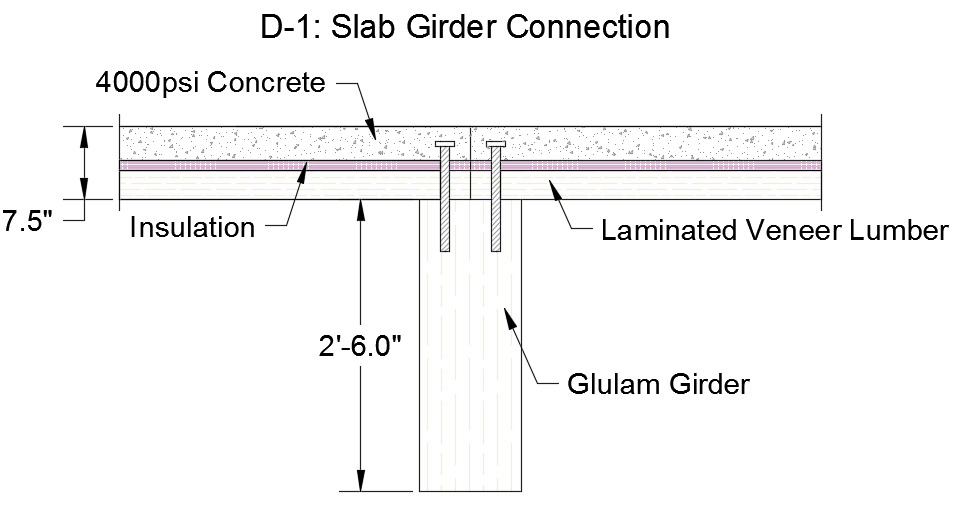 D-1: Slab Girder Connection
4000psi Concrete
7.5"
Insulation
Laminated Veneer Lumber
2'-6.0"
Glulam Girder